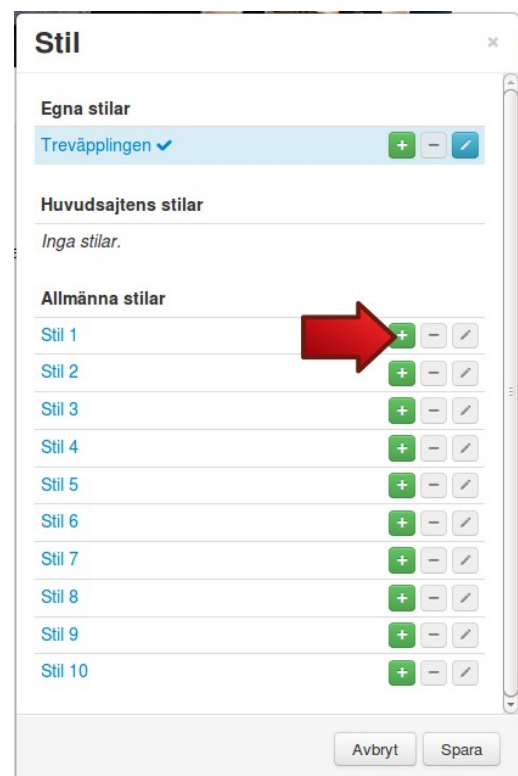 Stil
Egna stilar
Treväpplingen
Huvudsajtens stilar
Inga stilar.
Allmänna stilar
Stil 1
Stil 2
Stil 3
Stil 4
Stil 5
Stil 6
Stil 7
Stil 8
Stil 9
Stil 10
Avbryt Spara